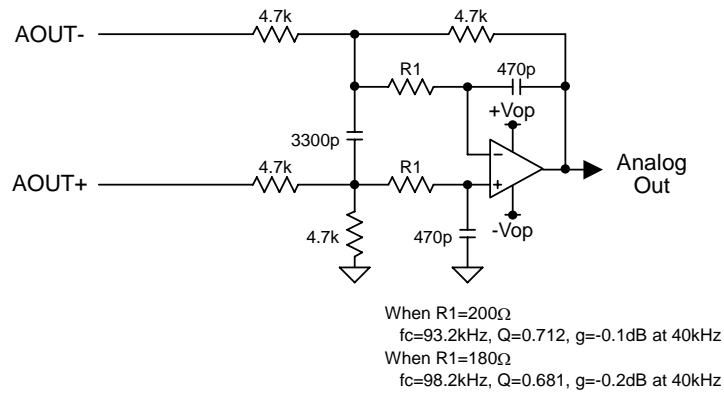 4.7k 4.7k
AOUT-
R1 470p
+Vop
3300p
4.7k
R1
AOUT+
−
+
Analog
Out
4.7k
470p
-Vop
When R1=200Ω
fc=93.2kHz, Q=0.712, g=-0.1dB at 40kHz
When R1=180Ω
fc=98.2kHz, Q=0.681, g=-0.2dB at 40kHz